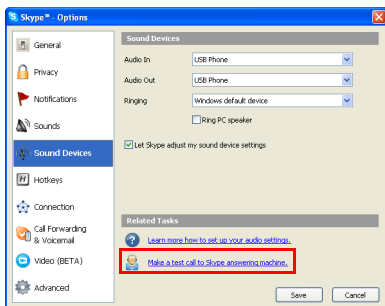 Skype™ - Options
General
Privacy
Notifications
Sounds
Sound Devices
Hotkeys
Connection
Call Forwarding
& Voicemail
Video (BETA)
Advanced
Sound Devices
Audio In USB Phone
Audio Out USB Phone
Ringing Windows default device
Ring PC speaker
Let Skype adjust my sound device settings
Related Tasks
Learn more how to set up your audio settings.
Make a test call to Skype answering machine.
Save Cancel